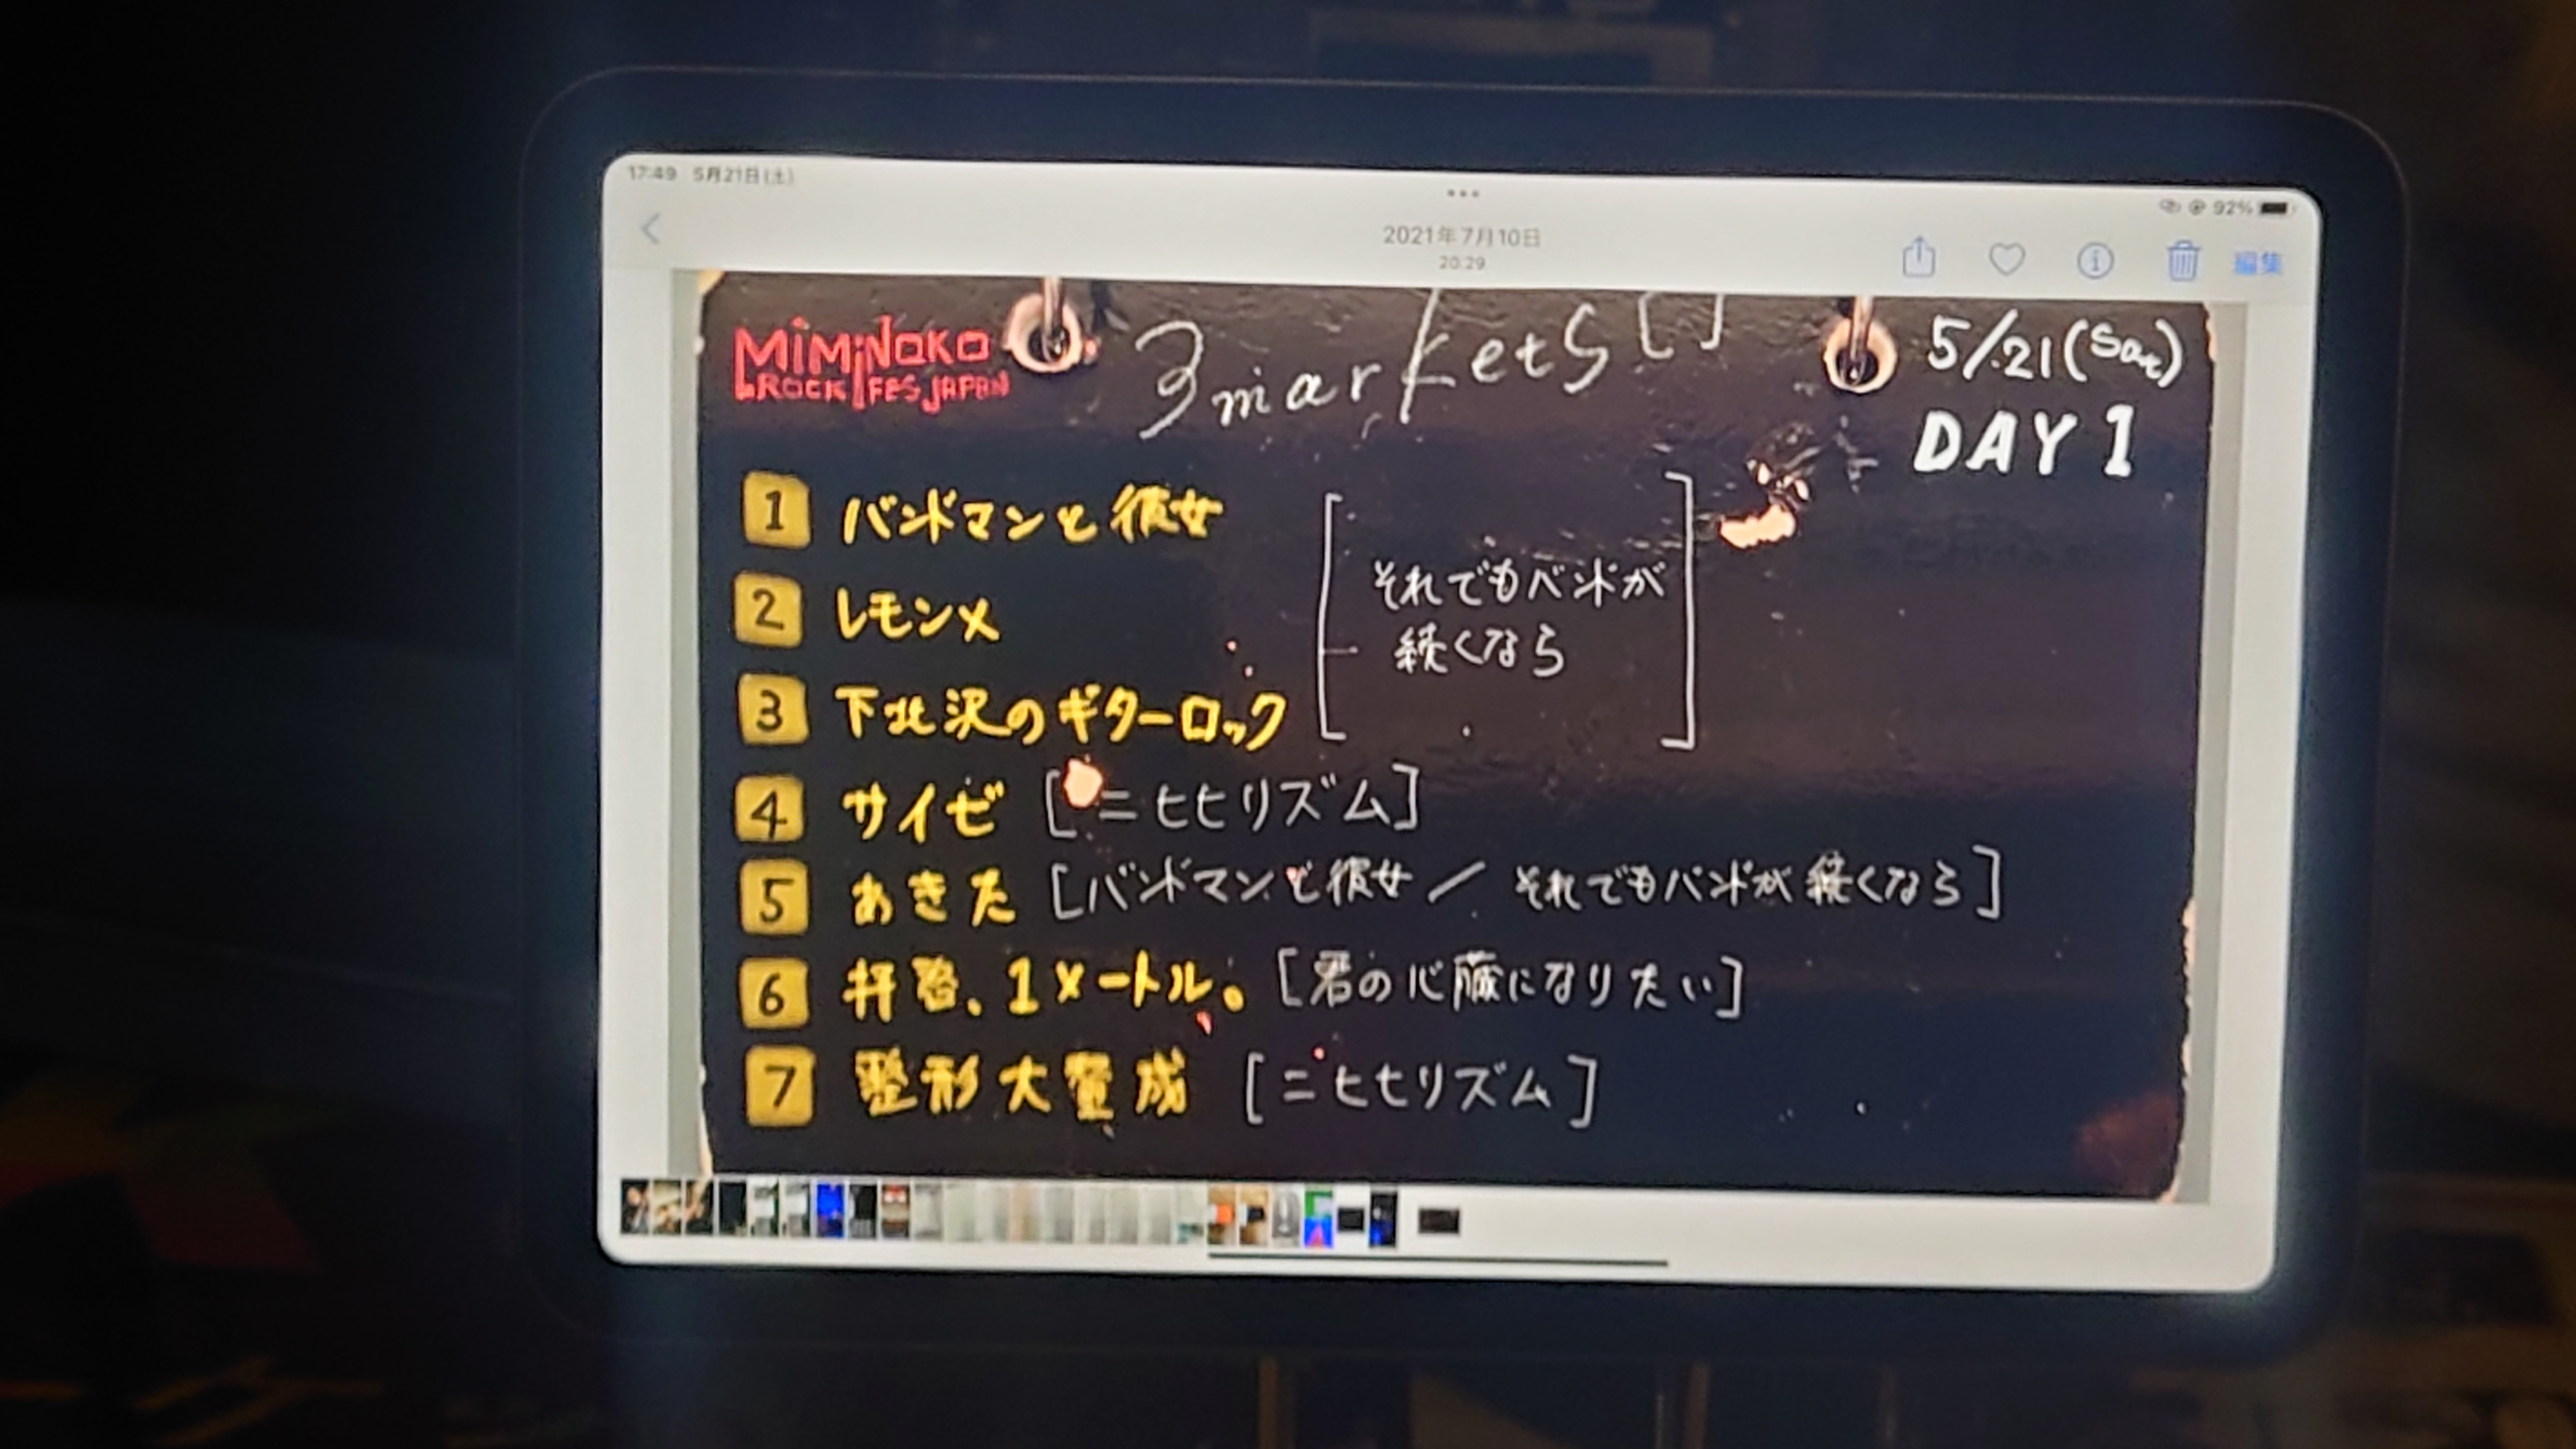 17:49 5月21日(土)
92%
2021年7月10日
20:29
編集
MiMiNOKO
ROCK FES JAPAN
3markets[]
5/21(Sat)
DAY 1
1 バンドマンと彼女
2 レモン×
3 下北沢のギターロック
[それでもバンドが
続くなら]
4 サイゼ [ニヒヒリズム]
5 あきた [バンドマンと彼女/それでもバンドが続くなら]
6 拝啓、1メートル。[君の心臓になりたい]
7 整形大賛成 [ニヒヒリズム]